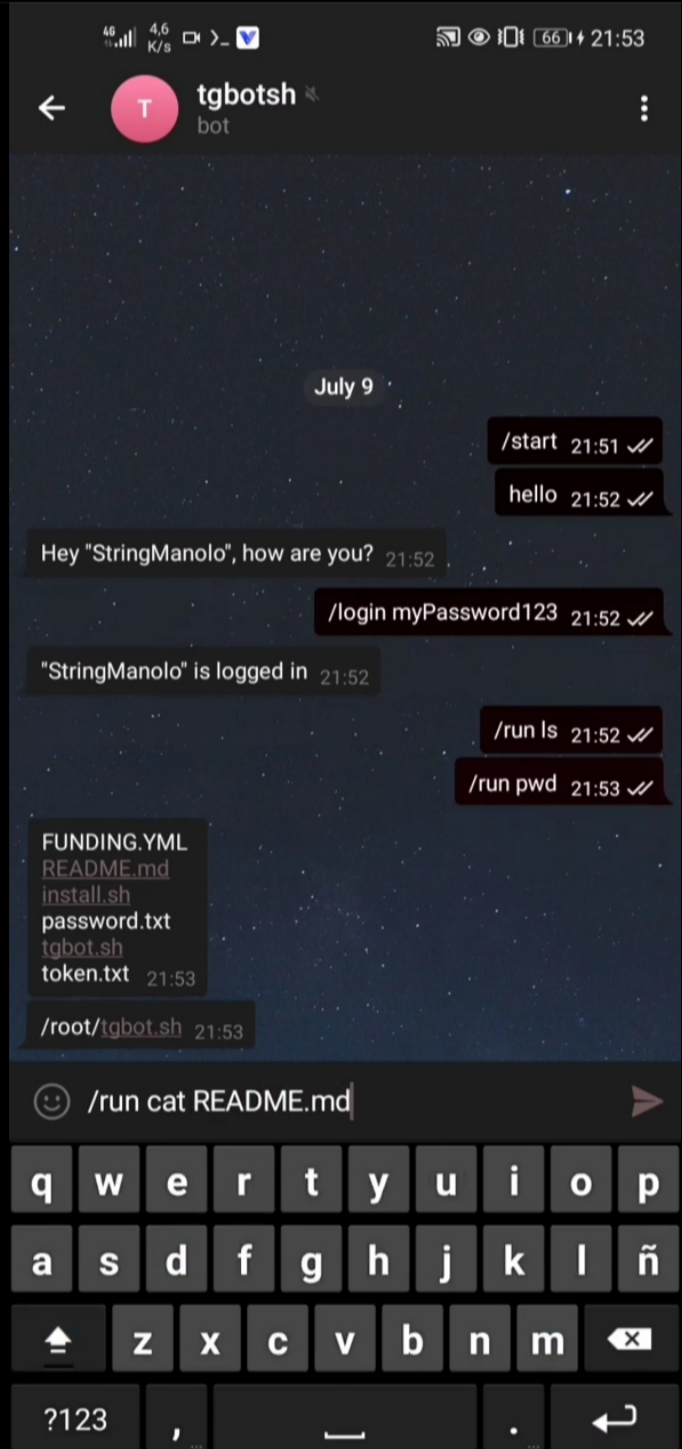 4G
4,6
K/s
66
21:53
T
tgbotsh
bot
July 9
/start 21:51
hello 21:52
Hey "StringManolo", how are you? 21:52
/login myPassword123 21:52
"StringManolo" is logged in 21:52
/run ls 21:52
/run pwd 21:53
FUNDING.YML
README.md
install.sh
password.txt
tgbot.sh
token.txt 21:53
/root/tgbot.sh 21:53
/run cat README.md
q w e r t y u i o p
a s d f g h j k l ñ
z x c v b n m
?123 , .